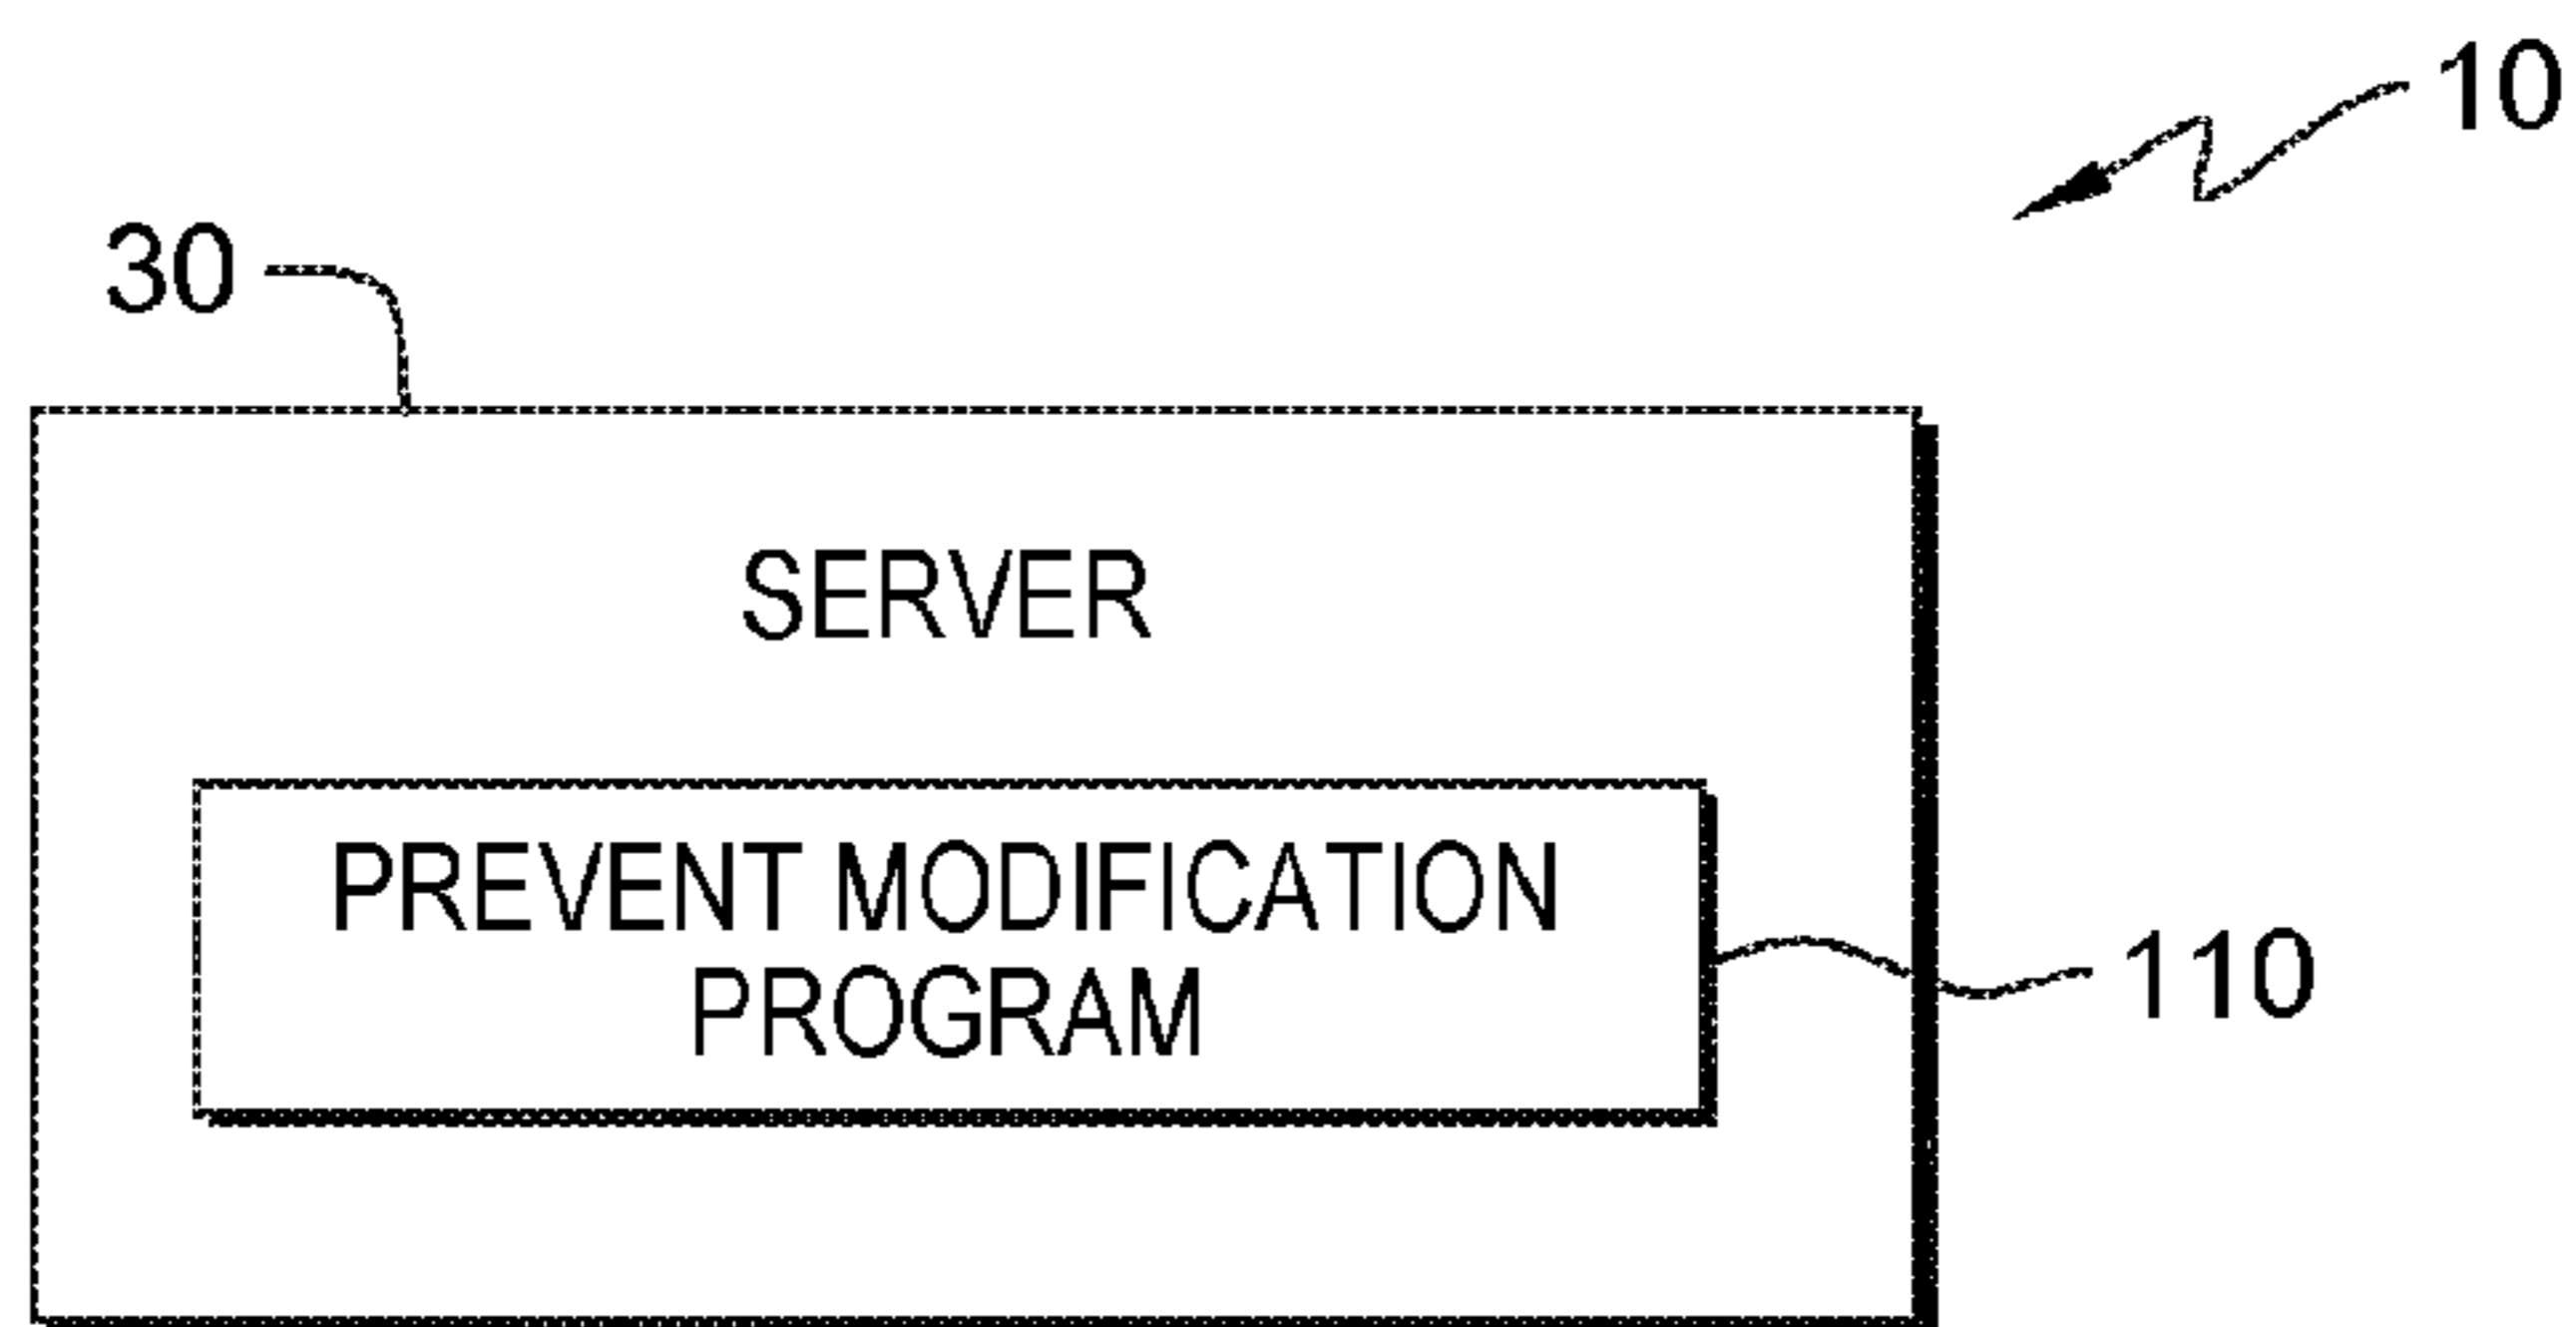 10
30
SERVER
PREVENT MODIFICATION
PROGRAM
110